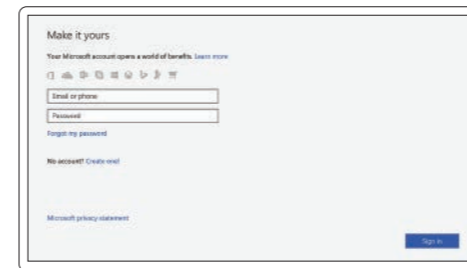 Make it yours
Your Microsoft account opens a world of benefits. Learn more
Email or phone
Password
Forgot my password
No account? Create one!
Microsoft privacy statement
Sign in